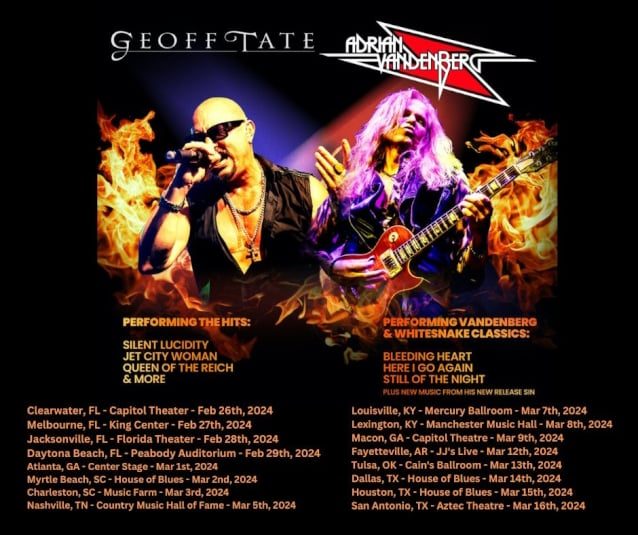 GEOFF TATE
ADRIAN
VANDENBERG
PERFORMING THE HITS:
SILENT LUCIDITY
JET CITY WOMAN
QUEEN OF THE REICH
& MORE
PERFORMING VANDENBERG
& WHITESNAKE CLASSICS:
BLEEDING HEART
HERE I GO AGAIN
STILL OF THE NIGHT
PLUS NEW MUSIC FROM HIS NEW RELEASE SIN
Clearwater, FL - Capitol Theater - Feb 26th, 2024
Melbourne, FL - King Center - Feb 27th, 2024
Jacksonville, FL - Florida Theater - Feb 28th, 2024
Daytona Beach, FL - Peabody Auditorium - Feb 29th, 2024
Atlanta, GA - Center Stage - Mar 1st, 2024
Myrtle Beach, SC - House of Blues - Mar 2nd, 2024
Charleston, SC - Music Farm - Mar 3rd, 2024
Nashville, TN - Country Music Hall of Fame - Mar 5th, 2024
Louisville, KY - Mercury Ballroom - Mar 7th, 2024
Lexington, KY - Manchester Music Hall - Mar 8th, 2024
Macon, GA - Capitol Theatre - Mar 9th, 2024
Fayetteville, AR - JJ's Live - Mar 12th, 2024
Tulsa, OK - Cain's Ballroom - Mar 13th, 2024
Dallas, TX - House of Blues - Mar 14th, 2024
Houston, TX - House of Blues - Mar 15th, 2024
San Antonio, TX - Aztec Theatre - Mar 16th, 2024